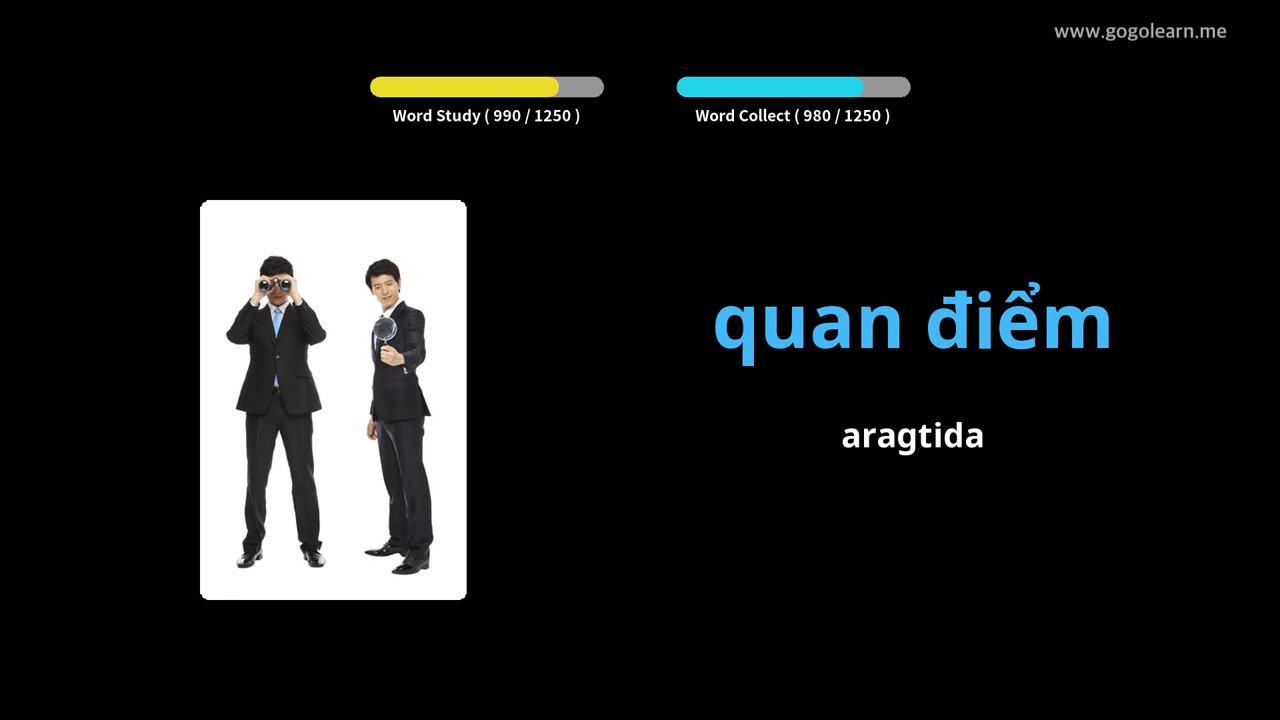 www.gogolearn.me
Word Study ( 990 / 1250 )
Word Collect ( 980 / 1250 )
quan điểm
aragtida